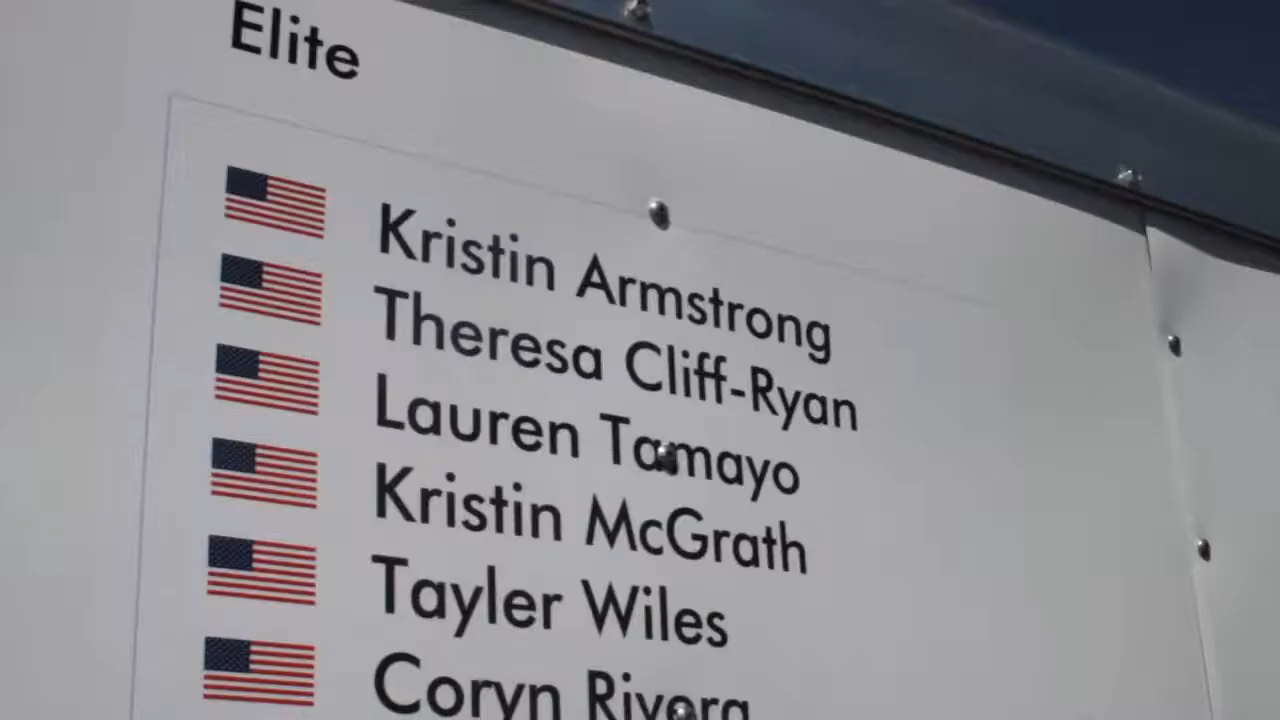 Elite
Kristin Armstrong
Theresa Cliff-Ryan
Lauren Tamayo
Kristin McGrath
Tayler Wiles
Coryn Rivera